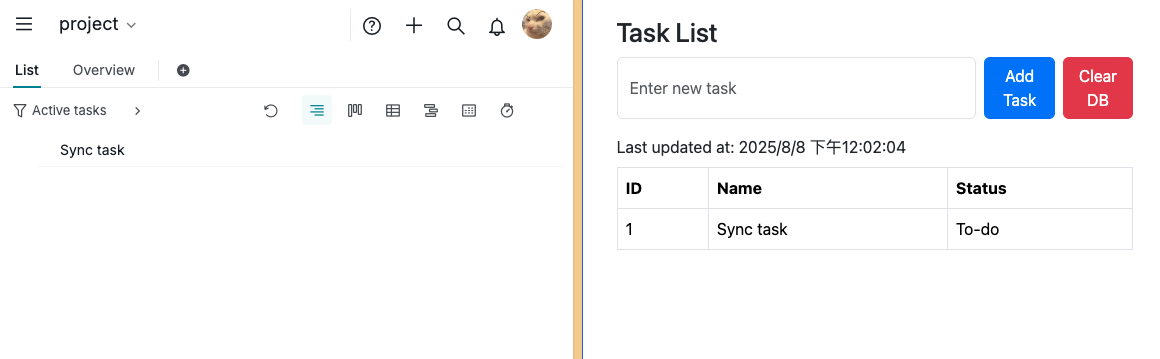 project
List Overview
Active tasks
Sync task
Task List
Enter new task
Add Task
Clear DB
Last updated at: 2025/8/8 下午12:02:04
ID Name Status
1 Sync task To-do